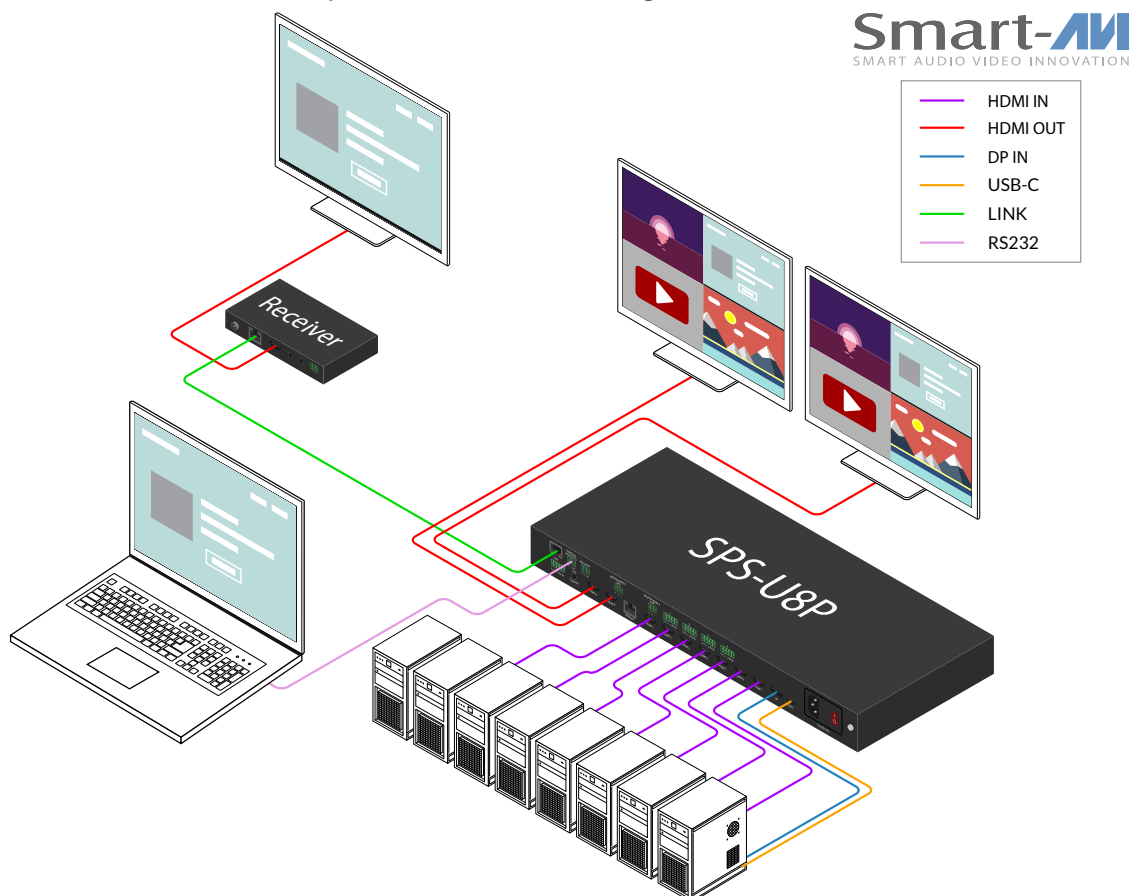 Smart-AVI
SMART AUDIO VIDEO INNOVATION
HDMI IN
HDMI OUT
DP IN
USB-C
LINK
RS232
Receiver
SPS-U8P